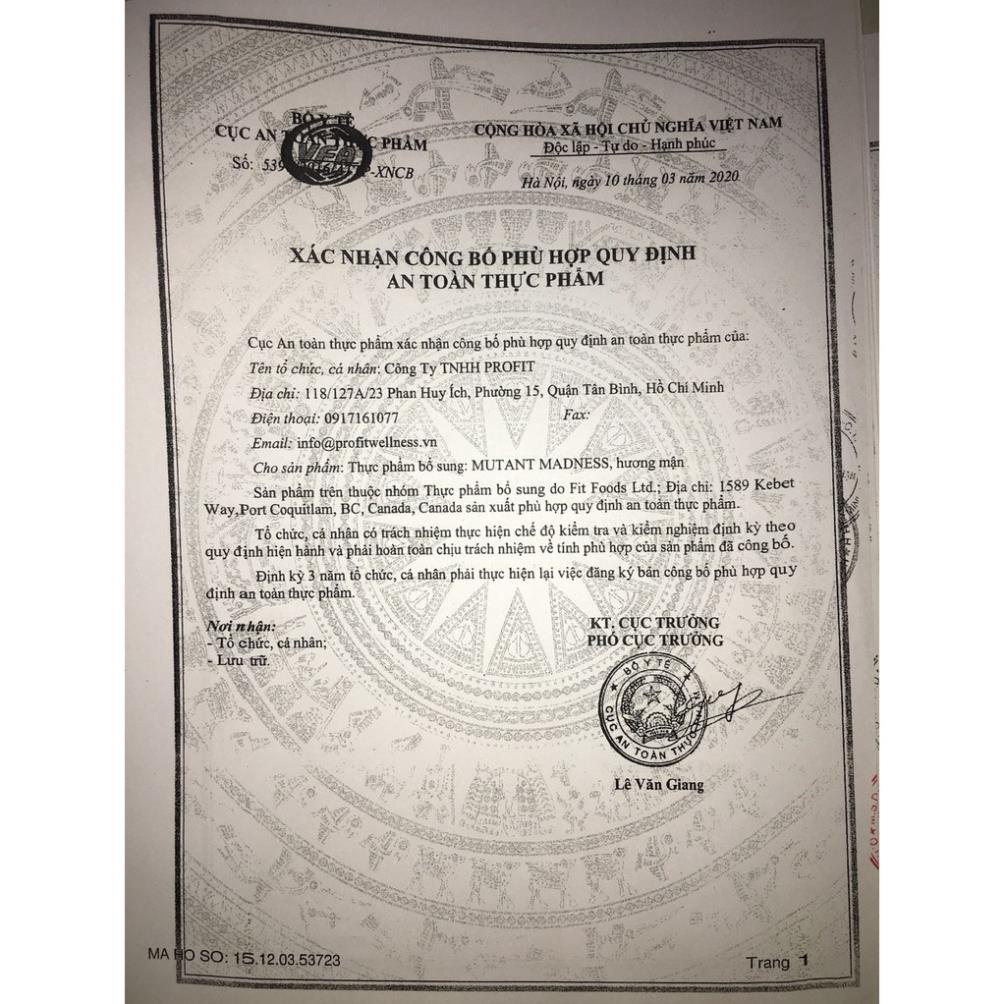 BỘ Y TẾ
CỤC AN TOÀN THỰC PHẨM
Số: -XNCB
CỘNG HÒA XÃ HỘI CHỦ NGHĨA VIỆT NAM
Độc lập - Tự do - Hạnh phúc
Hà Nội, ngày 10 tháng 03 năm 2020
VFA
XÁC NHẬN CÔNG BỐ PHÙ HỢP QUY ĐỊNH
AN TOÀN THỰC PHẨM
Cục An toàn thực phẩm xác nhận công bố phù hợp quy định an toàn thực phẩm của:
Tên tổ chức, cá nhân: Công Ty TNHH PROFIT
Địa chỉ: 118/127A/23 Phan Huy Ích, Phường 15, Quận Tân Bình, Hồ Chí Minh
Điện thoại: 0917161077 Fax:
Email: info@profitwellness.vn
Cho sản phẩm: Thực phẩm bổ sung: MUTANT MADNESS, hương mận
Sản phẩm trên thuộc nhóm Thực phẩm bổ sung do Fit Foods Ltd.; Địa chỉ: 1589 Kebet
Way,Port Coquitlam, BC, Canada, Canada sản xuất phù hợp quy định an toàn thực phẩm.
Tổ chức, cá nhân có trách nhiệm thực hiện chế độ kiểm tra và kiểm nghiệm định kỳ theo
quy định hiện hành và phải hoàn toàn chịu trách nhiệm về tính phù hợp của sản phẩm đã công bố.
Định kỳ 3 năm tổ chức, cá nhân phải thực hiện lại việc đăng ký bản công bố phù hợp quy
định an toàn thực phẩm.
Nơi nhận:
- Tổ chức, cá nhân;
- Lưu trữ.
KT. CỤC TRƯỞNG
PHÓ CỤC TRƯỞNG
BỘ Y TẾ
CỤC AN TOÀN THỰC
Lê Văn Giang
MA HO SO: 15.12.03.53723
Trang 1